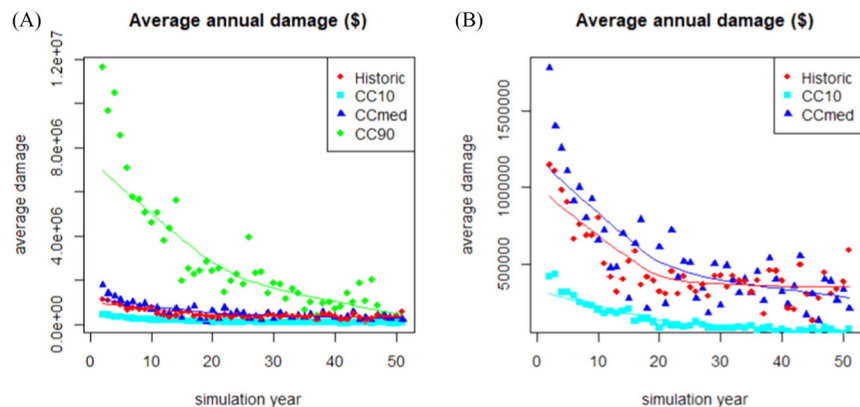 (A)
Average annual damage ($)
average damage
0.0e+00 4.0e+06 8.0e+06 1.2e+07
Historic
CC10
CCmed
CC90
0 10 20 30 40 50
simulation year
(B)
Average annual damage ($)
average damage
500000 1000000 1500000
Historic
CC10
CCmed
0 10 20 30 40 50
simulation year